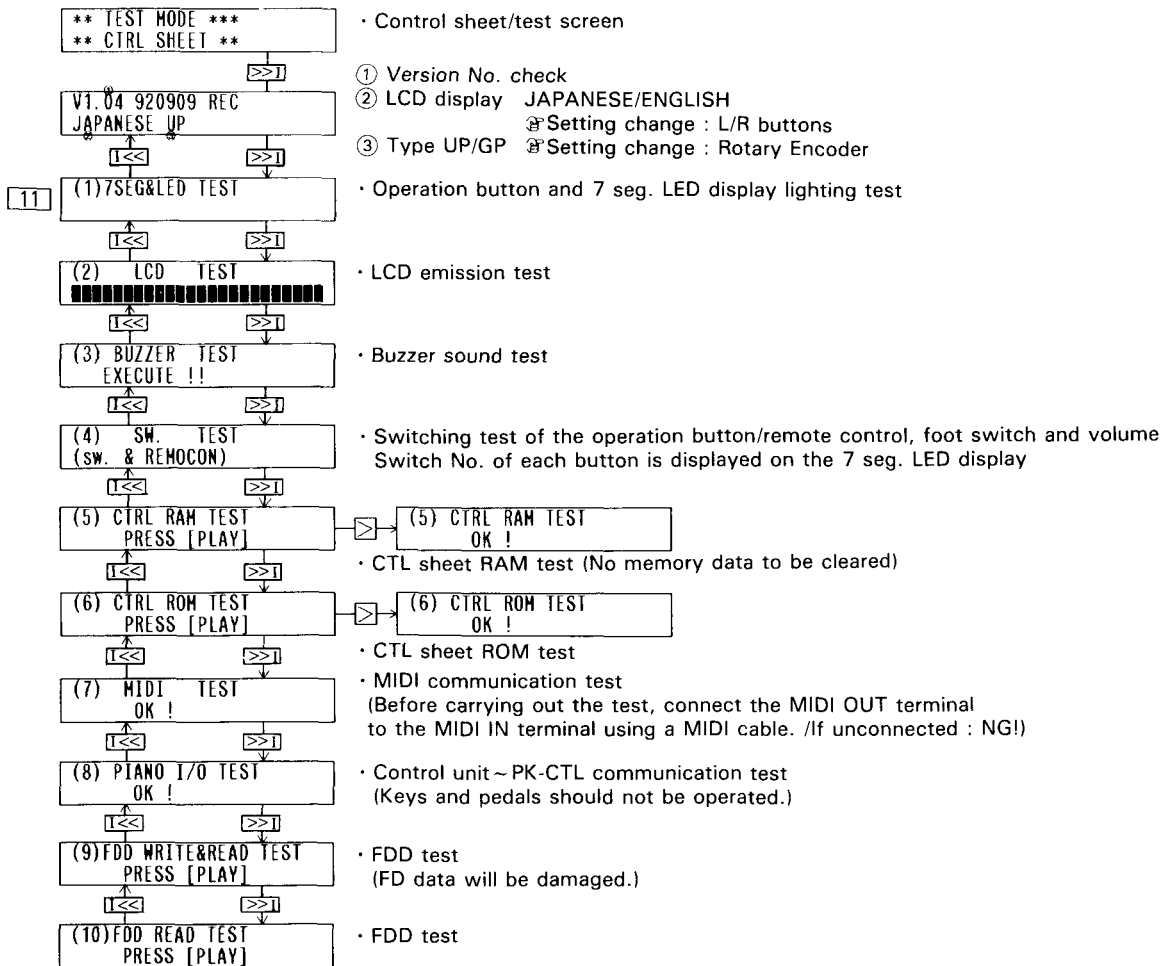 ** TEST MODE ***
** CTRL SHEET **
· Control sheet/test screen
>>I
① Version No. check
② LCD display JAPANESE/ENGLISH
☞Setting change : L/R buttons
③ Type UP/GP ☞Setting change : Rotary Encoder
V1.04 920909 REC
JAPANESE UP
I<< >>I
11
(1)7SEG&LED TEST
· Operation button and 7 seg. LED display lighting test
I<< >>I
(2) LCD TEST
· LCD emission test
I<< >>I
(3) BUZZER TEST
EXECUTE !!
· Buzzer sound test
I<< >>I
(4) SW. TEST
(sw. & REMOCON)
· Switching test of the operation button/remote control, foot switch and volume
Switch No. of each button is displayed on the 7 seg. LED display
I<< >>I
(5) CTRL RAM TEST
PRESS [PLAY]
>
(5) CTRL RAM TEST
OK !
· CTL sheet RAM test (No memory data to be cleared)
I<< >>I
(6) CTRL ROM TEST
PRESS [PLAY]
>
(6) CTRL ROM TEST
OK !
· CTL sheet ROM test
I<< >>I
(7) MIDI TEST
OK !
· MIDI communication test
(Before carrying out the test, connect the MIDI OUT terminal
to the MIDI IN terminal using a MIDI cable. /If unconnected : NG!)
I<< >>I
(8) PIANO I/O TEST
OK !
· Control unit ~ PK-CTL communication test
(Keys and pedals should not be operated.)
I<< >>I
(9)FDD WRITE&READ TEST
PRESS [PLAY]
· FDD test
(FD data will be damaged.)
I<< >>I
(10)FDD READ TEST
PRESS [PLAY]
· FDD test